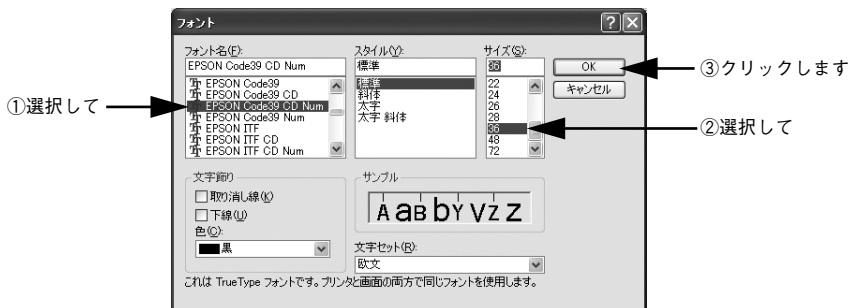 フォント
フォント名(F):
EPSON Code39 CD Num
EPSON Code39
EPSON Code39 CD
EPSON Code39 CD Num
EPSON Code39 Num
EPSON ITF
EPSON ITF CD
EPSON ITF CD Num
スタイル(Y):
標準
標準
斜体
太字
太字 斜体
サイズ(S):
36
22
24
26
28
36
48
72
OK
キャンセル
①選択して
②選択して
③クリックします
文字飾り
取り消し線(K)
下線(U)
色(C):
黒
サンプル
AaBbYyZz
文字セット(R):
欧文
これは TrueType フォントです。プリンタと画面の両方で同じフォントを使用します。